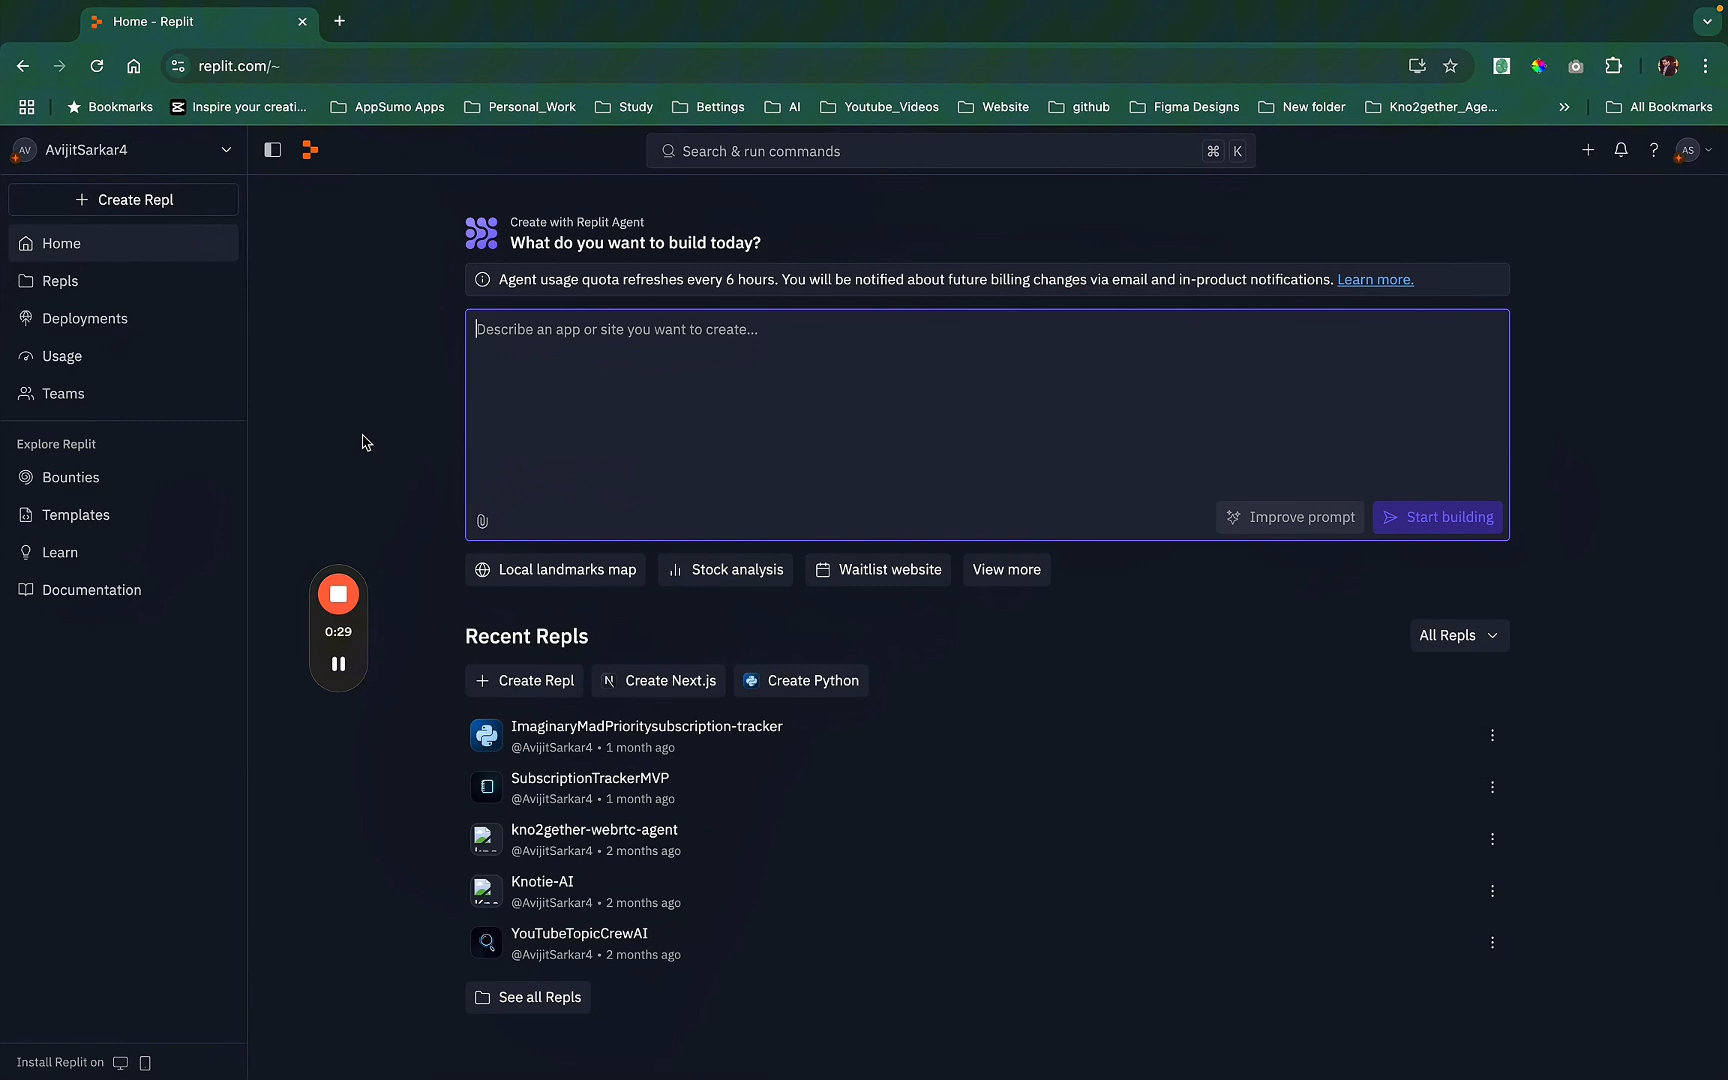 Home - Replit
replit.com/~
Bookmarks
Inspire your creati...
AppSumo Apps
Personal_Work
Study
Bettings
AI
Youtube_Videos
Website
github
Figma Designs
New folder
Kno2gether_Age...
All Bookmarks
AV
AvijitSarkar4
Search & run commands
⌘ K
AS
Create Repl
Home
Repls
Deployments
Usage
Teams
Explore Replit
Bounties
Templates
Learn
Documentation
Install Replit on
Create with Replit Agent
What do you want to build today?
Agent usage quota refreshes every 6 hours. You will be notified about future billing changes via email and in-product notifications. Learn more.
Describe an app or site you want to create...
Improve prompt
Start building
Local landmarks map
Stock analysis
Waitlist website
View more
0:29
Recent Repls
All Repls
Create Repl
Create Next.js
Create Python
ImaginaryMadPrioritysubscription-tracker
@AvijitSarkar4 • 1 month ago
SubscriptionTrackerMVP
@AvijitSarkar4 • 1 month ago
kno2gether-webrtc-agent
@AvijitSarkar4 • 2 months ago
Knotie-AI
@AvijitSarkar4 • 2 months ago
YouTubeTopicCrewAI
@AvijitSarkar4 • 2 months ago
See all Repls